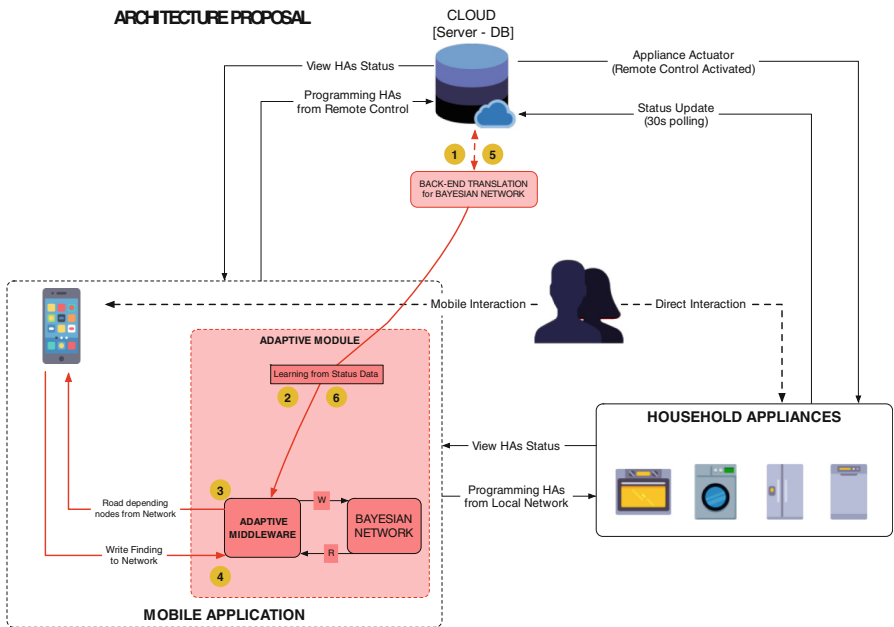 ARCHITECTURE PROPOSAL
CLOUD
[Server - DB]
View HAs Status
Programming HAs
from Remote Control
Appliance Actuator
(Remote Control Activated)
Status Update
(30s polling)
1
5
BACK-END TRANSLATION
for BAYESIAN NETWORK
Mobile Interaction
Direct Interaction
ADAPTIVE MODULE
Learning from Status Data
2
6
HOUSEHOLD APPLIANCES
View HAs Status
Programming HAs
from Local Network
3
Road depending
nodes from Network
W
ADAPTIVE
MIDDLEWARE
BAYESIAN
NETWORK
R
Write Finding
to Network
4
MOBILE APPLICATION